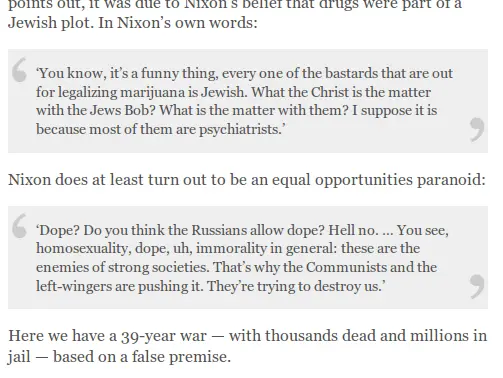 points out, it was due to Nixon's belief that drugs were part of a
Jewish plot. In Nixon's own words:
‘You know, it’s a funny thing, every one of the bastards that are out
for legalizing marijuana is Jewish. What the Christ is the matter
with the Jews Bob? What is the matter with them? I suppose it is
because most of them are psychiatrists.’
Nixon does at least turn out to be an equal opportunities paranoid:
‘Dope? Do you think the Russians allow dope? Hell no. ... You see,
homosexuality, dope, uh, immorality in general: these are the
enemies of strong societies. That’s why the Communists and the
left-wingers are pushing it. They’re trying to destroy us.’
Here we have a 39-year war — with thousands dead and millions in
jail — based on a false premise.